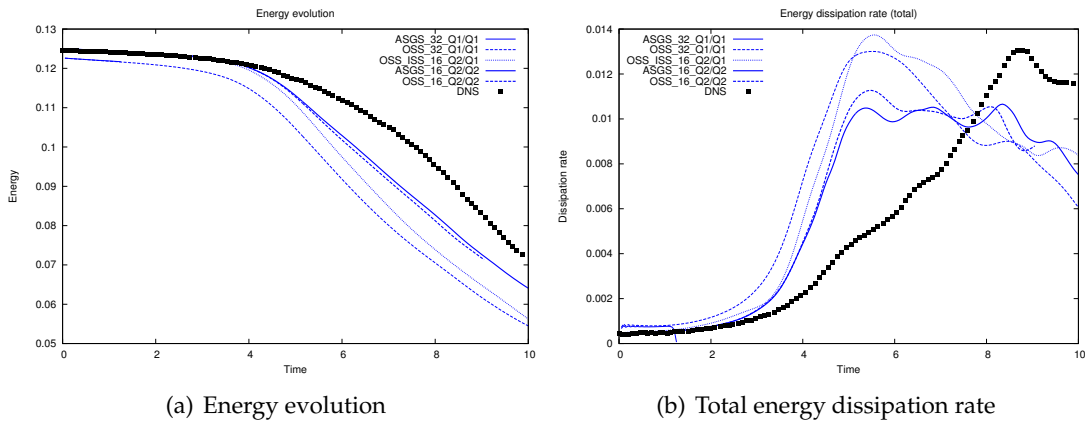 Energy evolution
0.13
0.12
0.11
0.1
0.09
0.08
0.07
0.06
0.05
Energy
ASGS_32_Q1/Q1
OSS_32_Q1/Q1
OSS_ISS_16_Q2/Q1
ASGS_16_Q2/Q2
OSS_16_Q2/Q2
DNS
0 2 4 6 8 10
Time
(a) Energy evolution
Energy dissipation rate (total)
0.014
0.012
0.01
0.008
0.006
0.004
0.002
0
Dissipation rate
ASGS_32_Q1/Q1
OSS_32_Q1/Q1
OSS_ISS_16_Q2/Q1
ASGS_16_Q2/Q2
OSS_16_Q2/Q2
DNS
0 2 4 6 8 10
Time
(b) Total energy dissipation rate